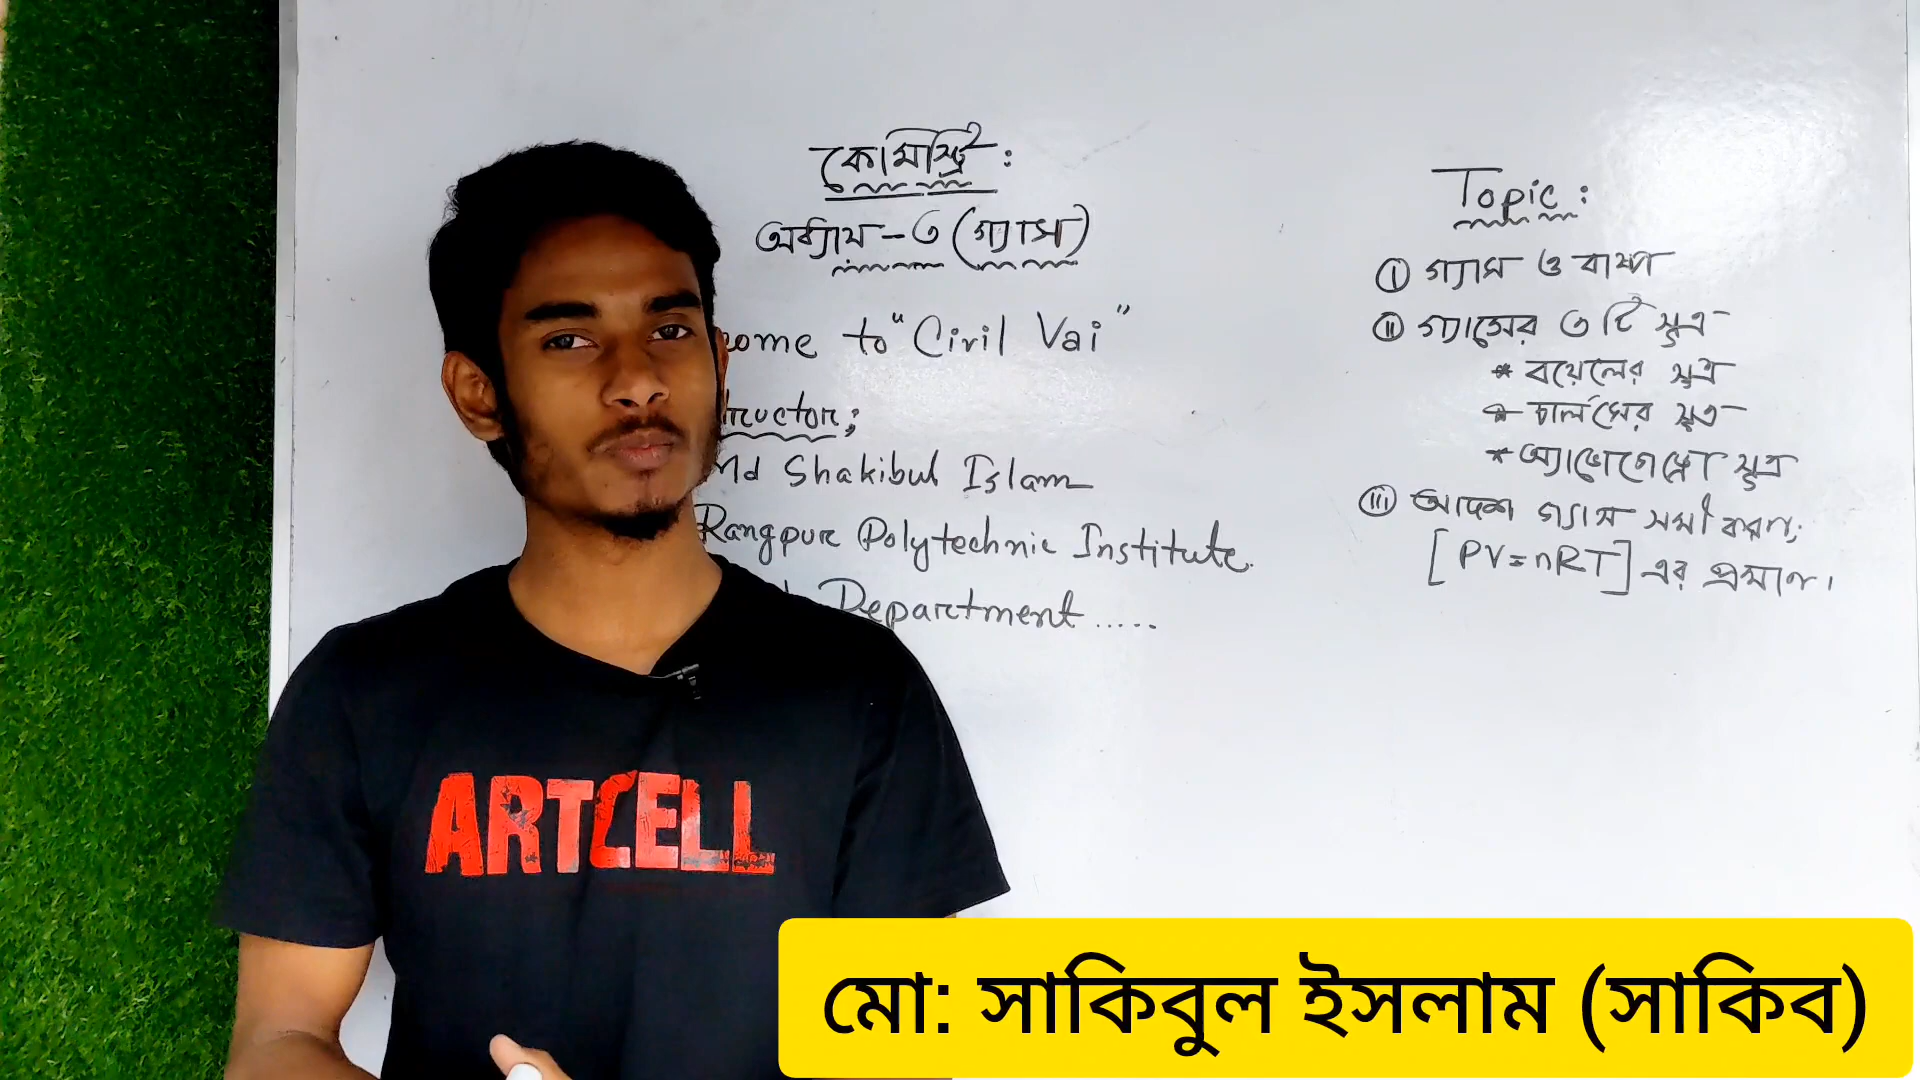 কেমিস্ট্রি:
অধ্যায়-৩ (গ্যাস)
come to "Civil Vai"
tructor;
Md Shakibul Islam
Rangpur Polytechnic Institute.
Department.....
Topic:
(i) গ্যাস ও বাষ্প
(ii) গ্যাসের ৩টি সূত্র
* বয়েলের সূত্র
* চার্লসের সূত্র
* অ্যাভোগেড্রো সূত্র
(iii) আদর্শ গ্যাস সমীকরণ;
[PV=nRT] এর প্রমাণ।
ARTCELL
মো: সাকিবুল ইসলাম (সাকিব)